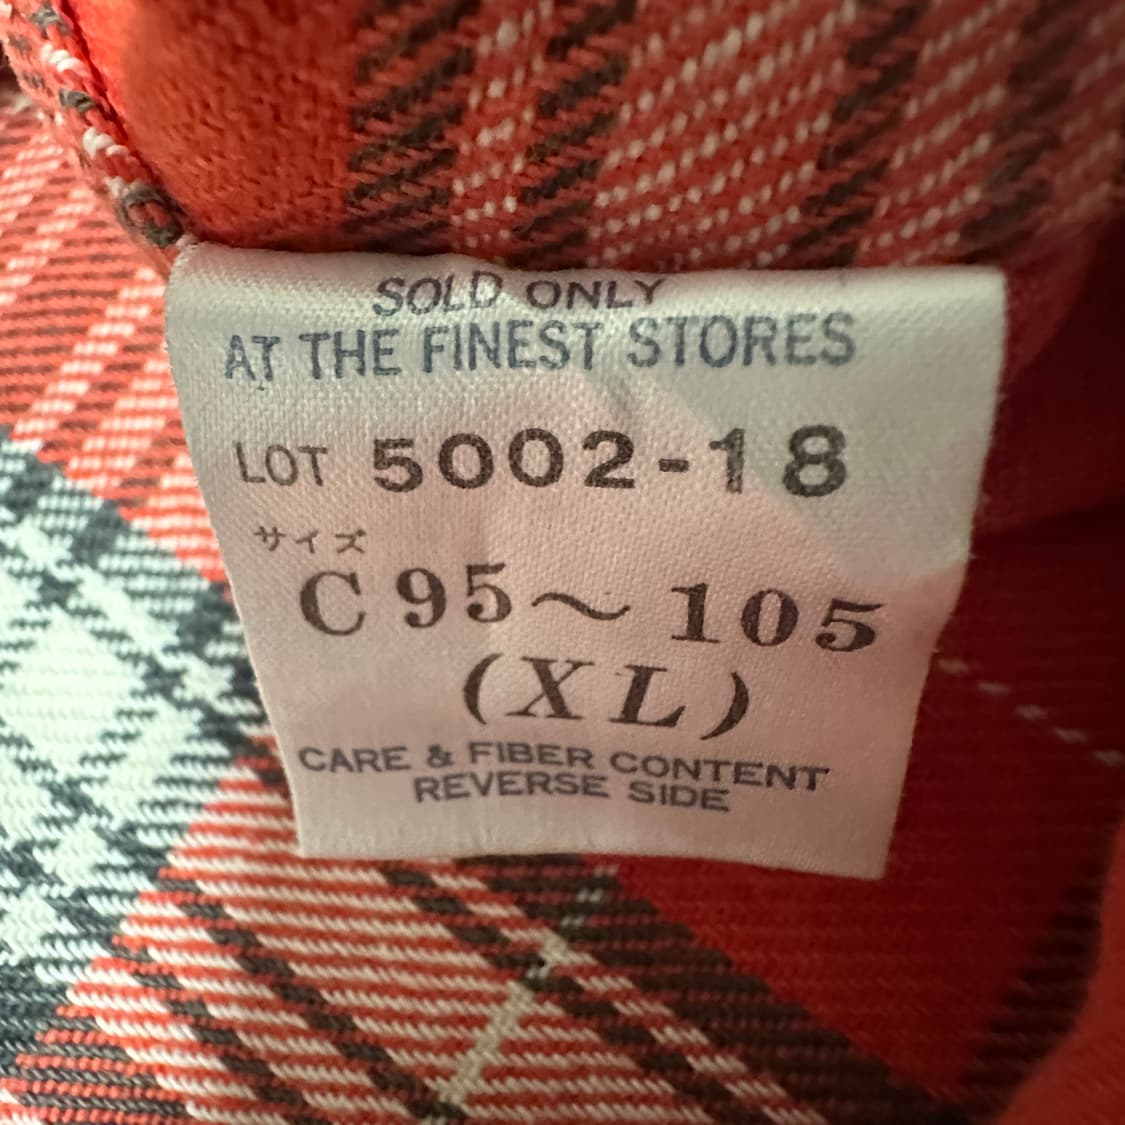 SOLD ONLY
AT THE FINEST STORES
LOT 5002-18
サイズ
C 95～105
(XL)
CARE & FIBER CONTENT
REVERSE SIDE